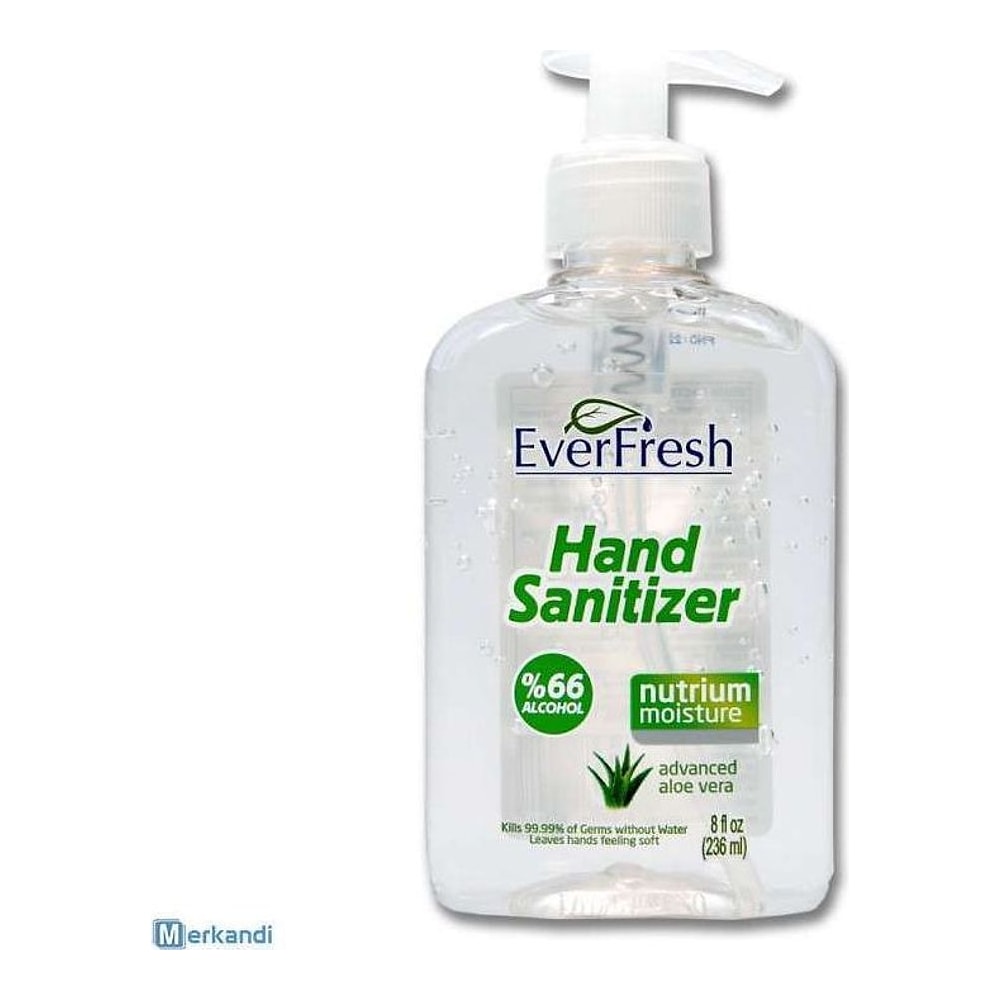 EverFresh
Hand
Sanitizer
%66
ALCOHOL
nutrium
moisture
advanced
aloe vera
Kills 99.99% of Germs without Water
Leaves hands feeling soft
8 fl oz
(236 ml)
Merkandi